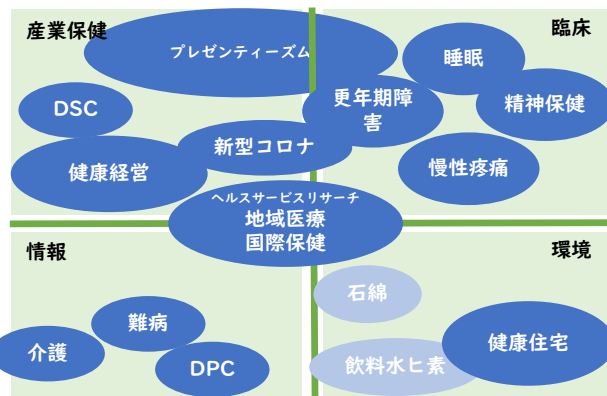 産業保健
臨床
プレゼンティーズム
睡眠
DSC
更年期障
害
精神保健
新型コロナ
健康経営
慢性疼痛
ヘルスサービスリサーチ
地域医療
国際保健
情報
環境
石綿
難病
介護
健康住宅
DPC
飲料水ヒ素